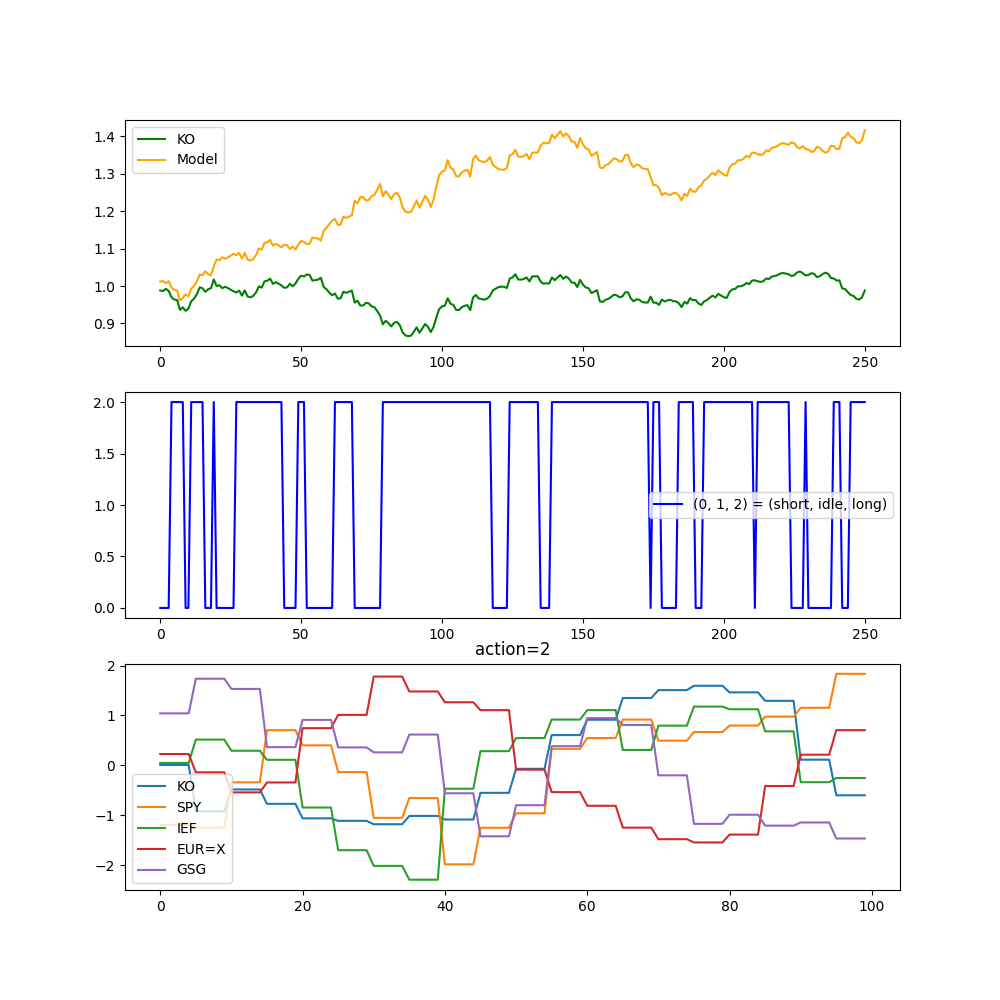 1.4
1.3
1.2
1.1
1.0
0.9
KO
Model
0 50 100 150 200 250
2.0
1.5
1.0
0.5
0.0
(0, 1, 2) = (short, idle, long)
0 50 100 150 200 250
action=2
2
1
0
−1
−2
KO
SPY
IEF
EUR=X
GSG
0 20 40 60 80 100